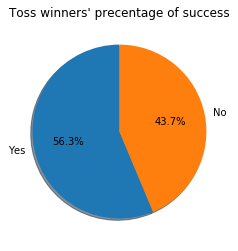 Toss winners' precentage of success
No
43.7%
56.3%
Yes